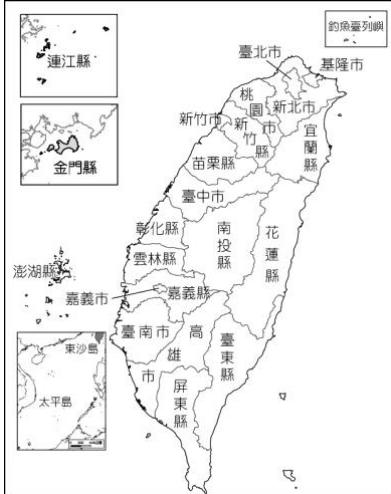 連江縣
金門縣
釣魚臺列嶼
臺北市
基隆市
桃園市
新北市
新竹市
新竹縣
宜蘭縣
苗栗縣
臺中市
彰化縣
南投縣
花蓮縣
雲林縣
澎湖縣
嘉義市
嘉義縣
臺南市
高雄市
臺東縣
屏東縣
東沙島
太平島